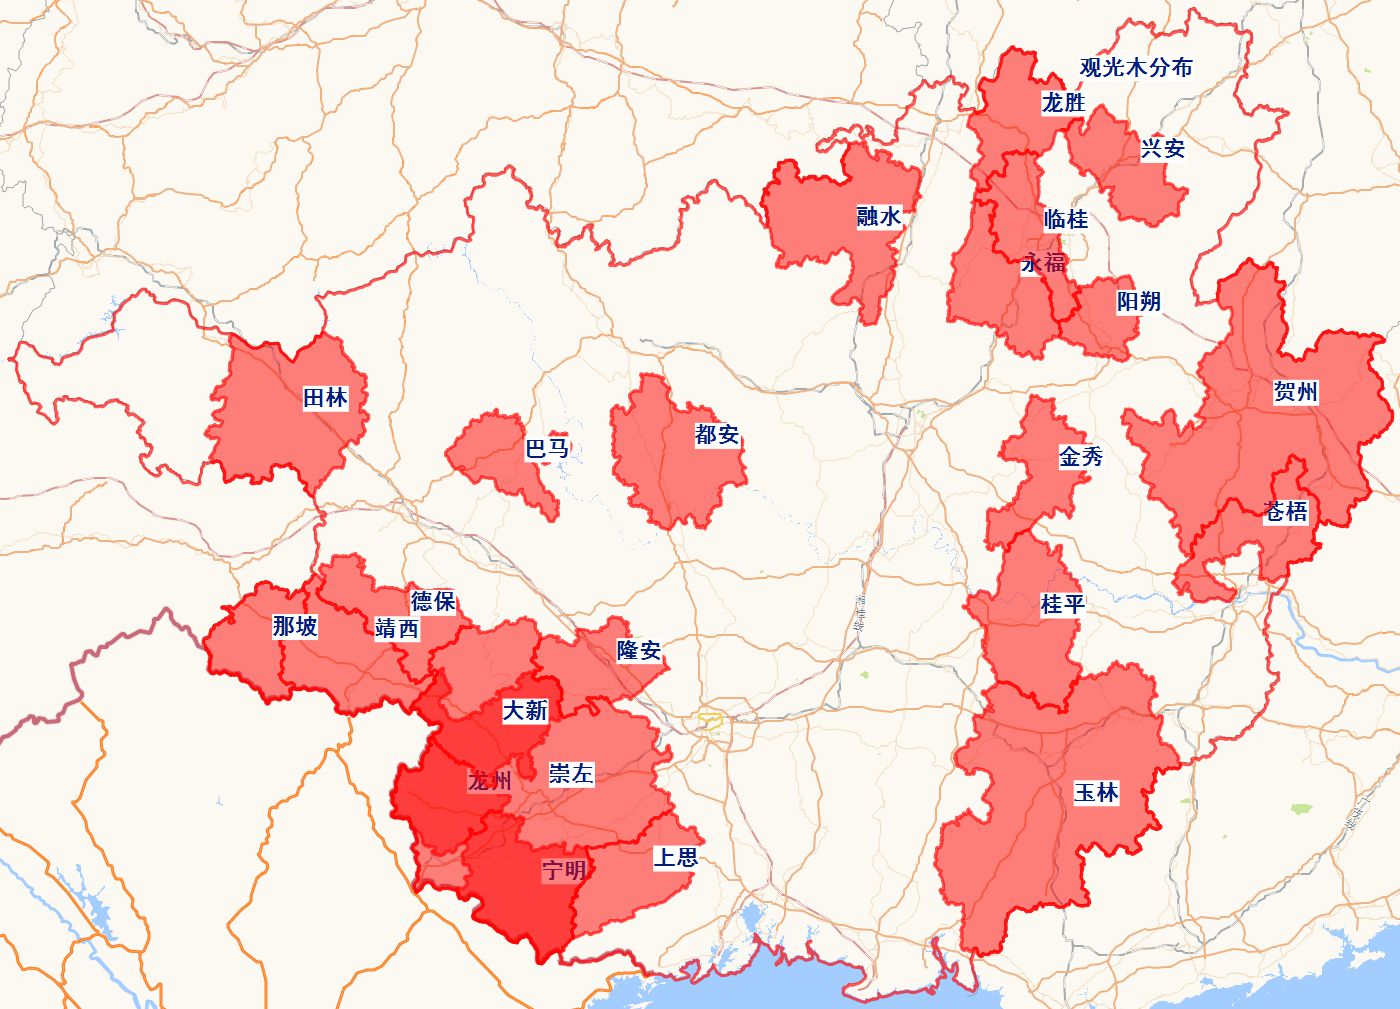 观光木分布
龙胜
兴安
融水
临桂
永福
阳朔
贺州
田林
都安
巴马
金秀
苍梧
德保
桂平
那坡
靖西
隆安
大新
崇左
龙州
玉林
上思
宁明